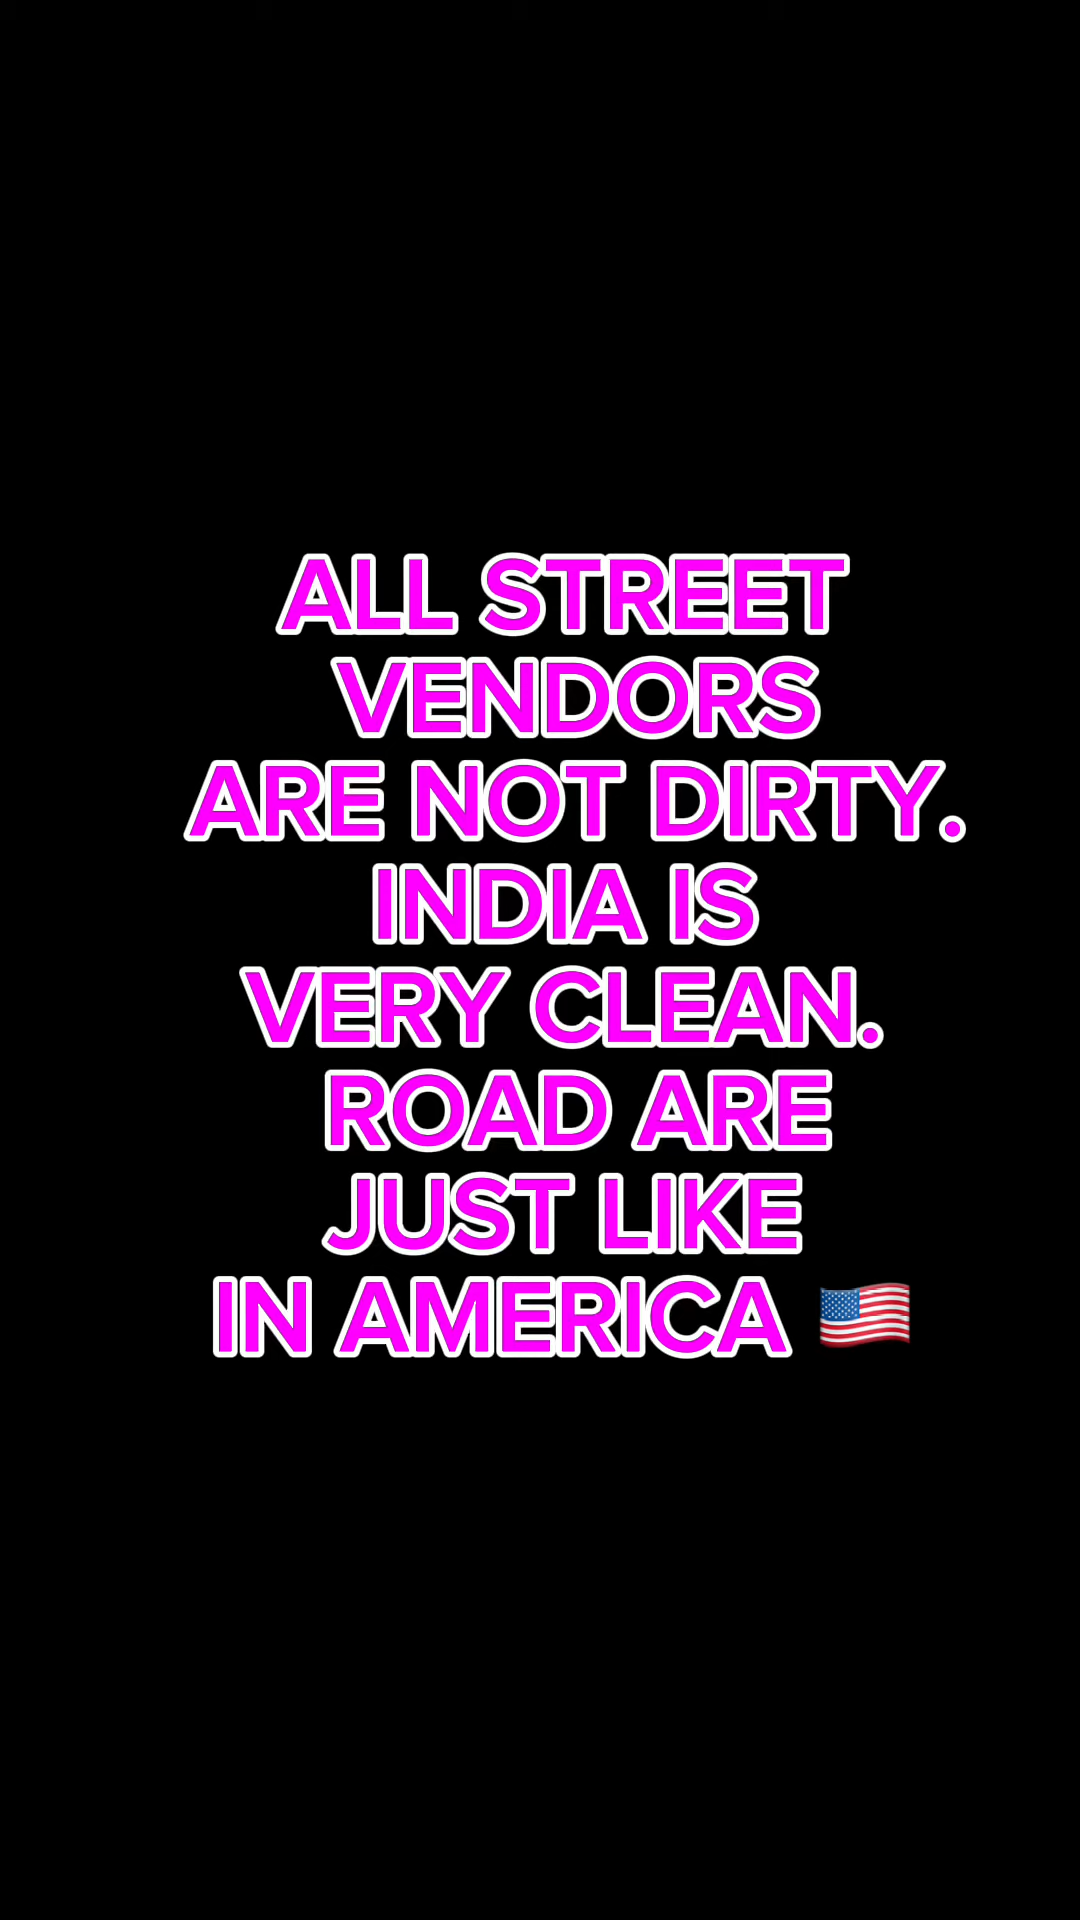 ALL STREET
VENDORS
ARE NOT DIRTY.
INDIA IS
VERY CLEAN.
ROAD ARE
JUST LIKE
IN AMERICA 🇺🇸